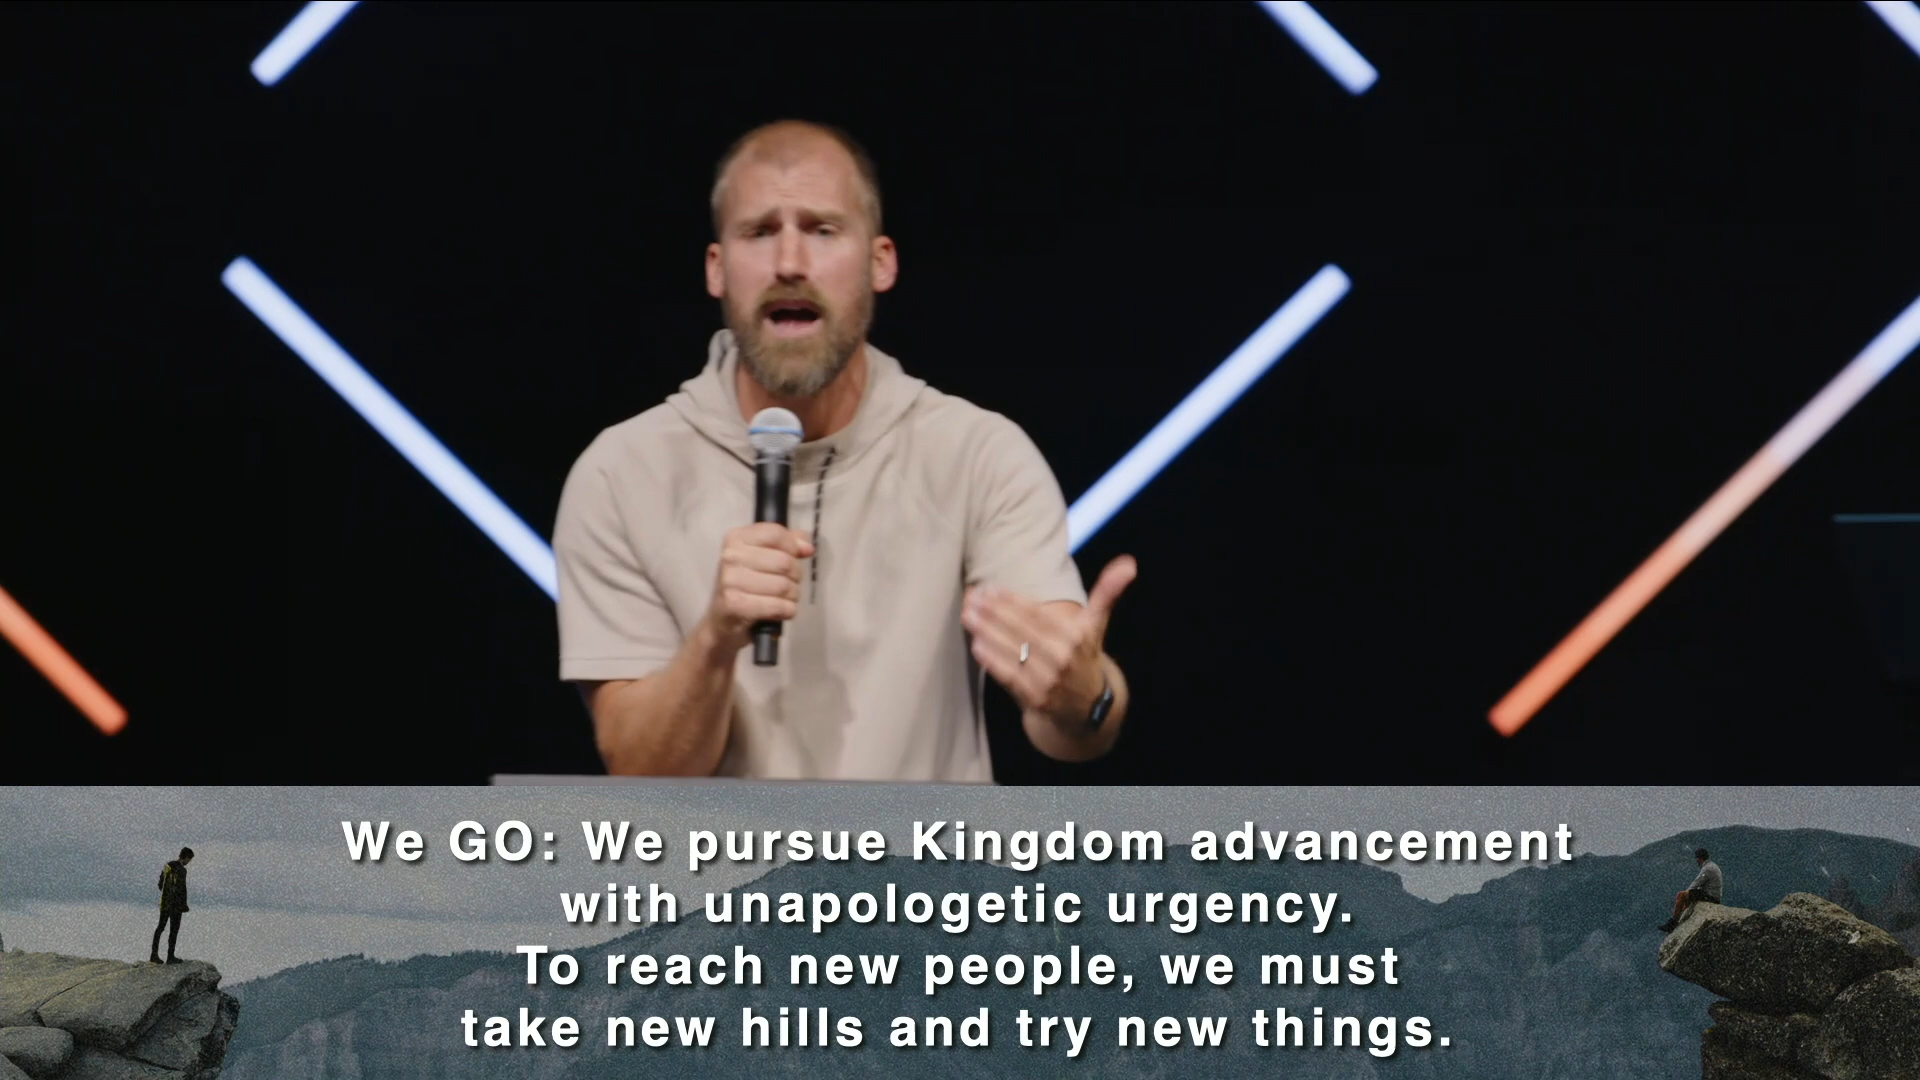 We GO: We pursue Kingdom advancement
with unapologetic urgency.
To reach new people, we must
take new hills and try new things.